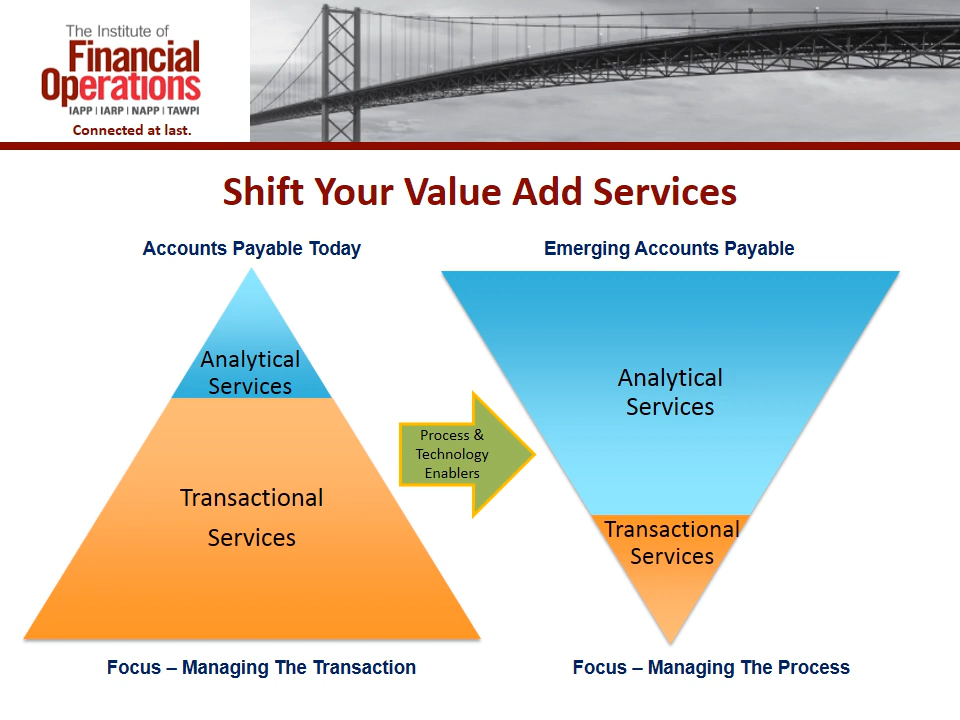 The Institute of
Financial
Operations
IAPP | IARP | NAPP | TAWPI
Connected at last.
Shift Your Value Add Services
Accounts Payable Today
Emerging Accounts Payable
Analytical
Services
Transactional
Services
Process &
Technology
Enablers
Analytical
Services
Transactional
Services
Focus – Managing The Transaction
Focus – Managing The Process